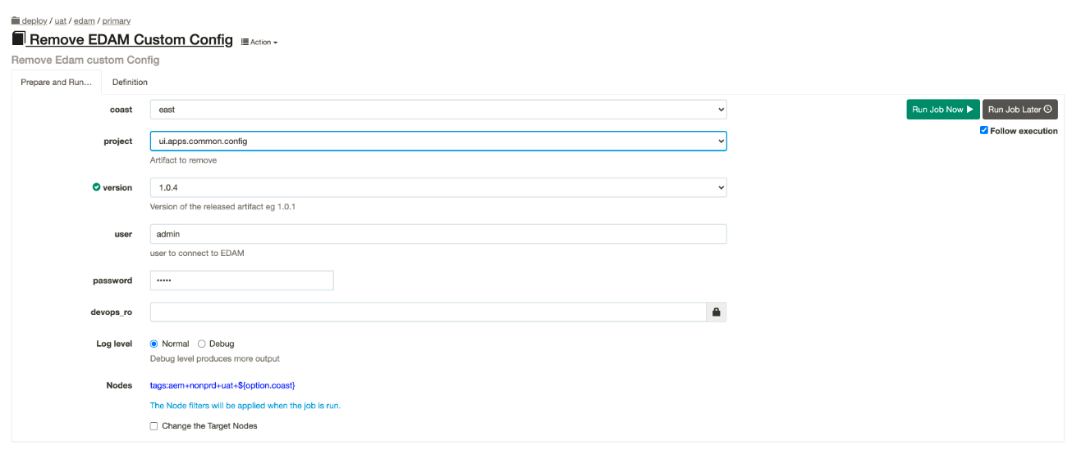 deploy / uat / edam / primary
Remove EDAM Custom Config Action
Remove Edam custom Config
Prepare and Run... Definition
coast east Run Job Now Run Job Later
Follow execution
project ui.apps.common.config
Artifact to remove
version 1.0.4
Version of the released artifact eg 1.0.1
user admin
user to connect to EDAM
password •••••
devops_ro
Log level Normal Debug
Debug level produces more output
Nodes tags:aem+nonprd+uat+${option.coast}
The Node filters will be applied when the job is run.
Change the Target Nodes